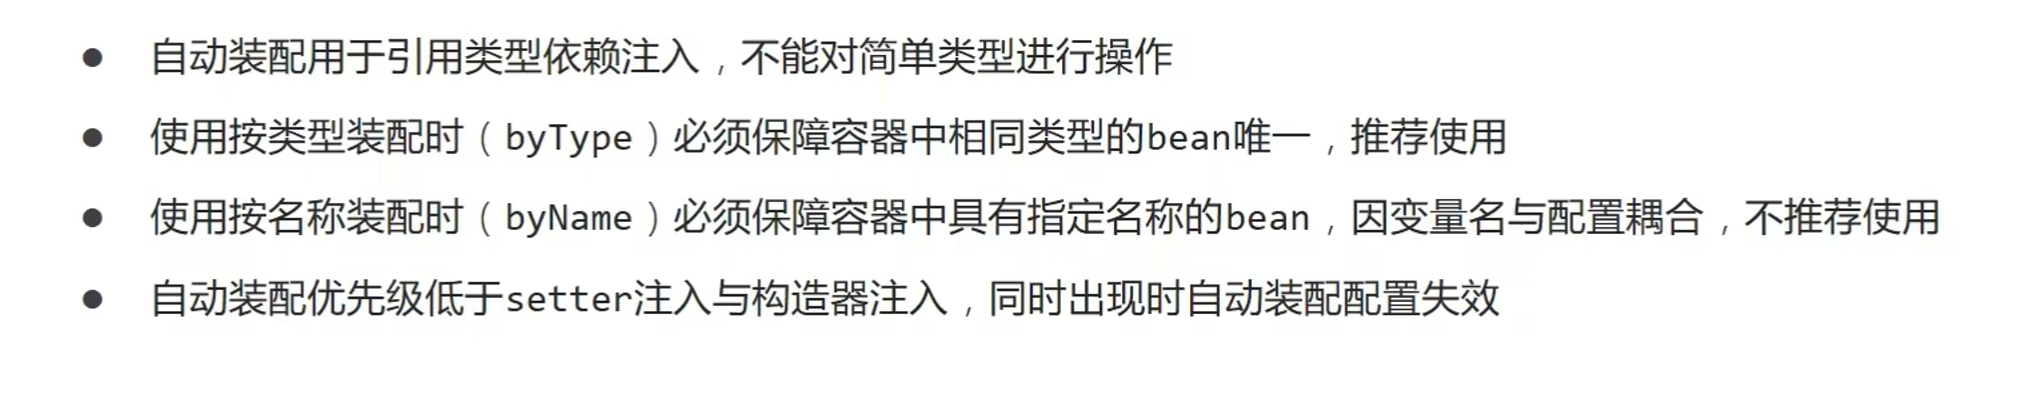 ● 自动装配用于引用类型依赖注入，不能对简单类型进行操作
● 使用按类型装配时（byType）必须保障容器中相同类型的bean唯一，推荐使用
● 使用按名称装配时（byName）必须保障容器中具有指定名称的bean，因变量名与配置耦合，不推荐使用
● 自动装配优先级低于setter注入与构造器注入，同时出现时自动装配配置失效